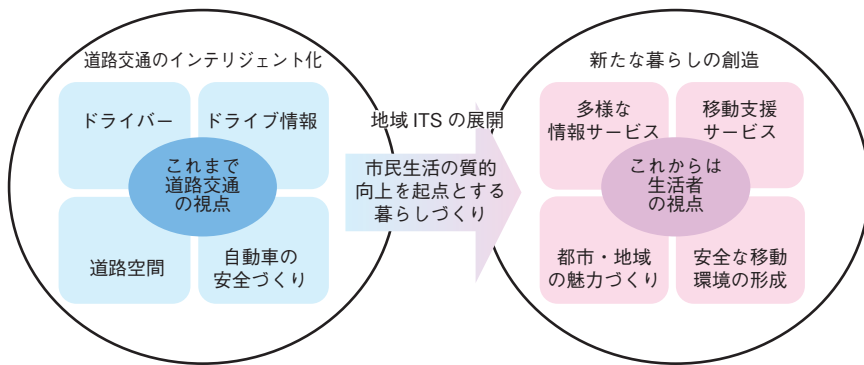 道路交通のインテリジェント化
ドライバー
ドライブ情報
これまで
道路交通
の視点
道路空間
自動車の
安全づくり
地域 ITS の展開
市民生活の質的
向上を起点とする
暮らしづくり
新たな暮らしの創造
多様な
情報サービス
移動支援
サービス
これからは
生活者
の視点
都市・地域
の魅力づくり
安全な移動
環境の形成